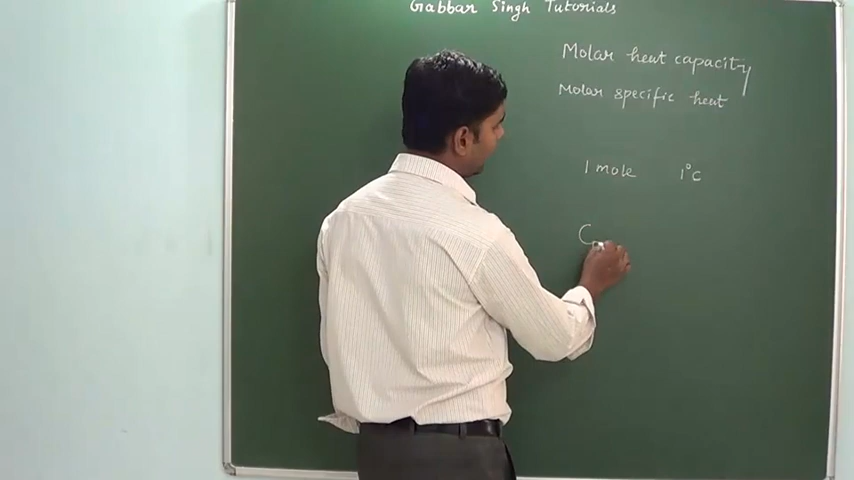 Gabbar Singh Tutorials
Molar heat capacity
Molar specific heat
1 mole 1°C
C